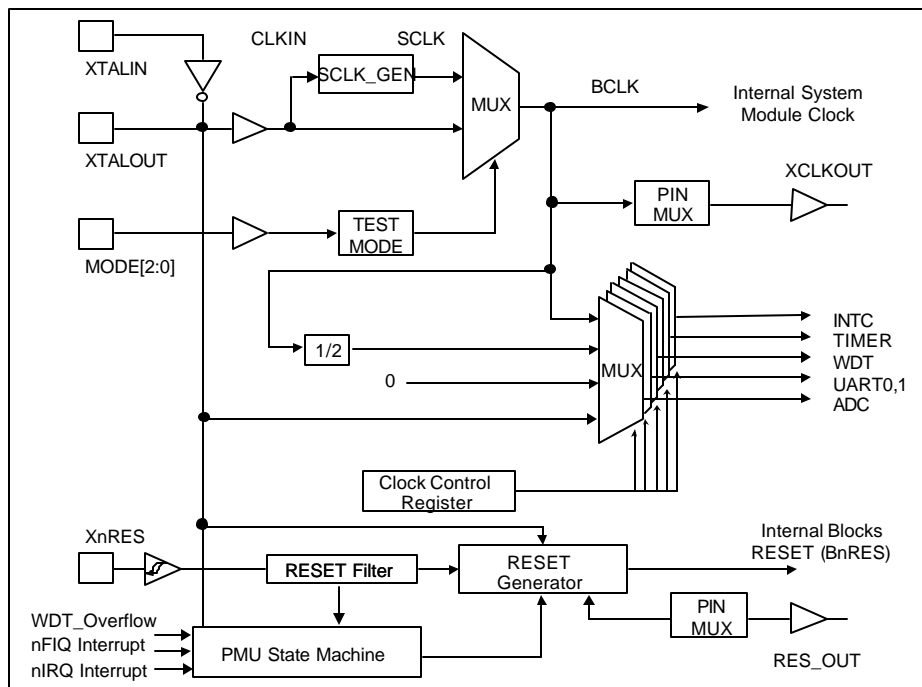 CLKIN
SCLK
XTALIN
SCLK_GEN
MUX
BCLK
Internal System
Module Clock
XTALOUT
XCLKOUT
PIN
MUX
TEST
MODE
MODE[2:0]
INTC
TIMER
1/2
WDT
MUX
0
UART0,1
ADC
Clock Control
Register
XnRES
Internal Blocks
RESET (BnRES)
RESET Filter
RESET
Generator
WDT_Overflow
nFIQ Interrupt
nIRQ Interrupt
PMU State Machine
PIN
MUX
RES_OUT